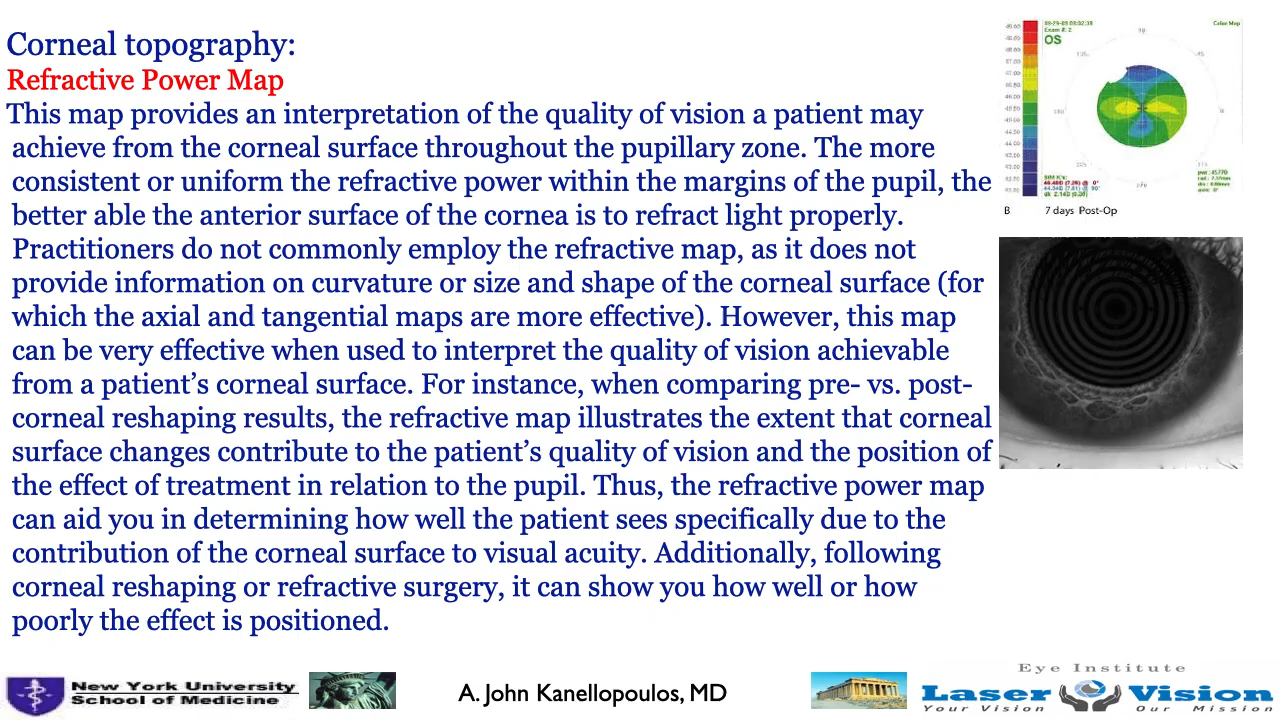 Corneal topography:
Refractive Power Map
This map provides an interpretation of the quality of vision a patient may
achieve from the corneal surface throughout the pupillary zone. The more
consistent or uniform the refractive power within the margins of the pupil, the
better able the anterior surface of the cornea is to refract light properly.
Practitioners do not commonly employ the refractive map, as it does not
provide information on curvature or size and shape of the corneal surface (for
which the axial and tangential maps are more effective). However, this map
can be very effective when used to interpret the quality of vision achievable
from a patient's corneal surface. For instance, when comparing pre- vs. post-
corneal reshaping results, the refractive map illustrates the extent that corneal
surface changes contribute to the patient's quality of vision and the position of
the effect of treatment in relation to the pupil. Thus, the refractive power map
can aid you in determining how well the patient sees specifically due to the
contribution of the corneal surface to visual acuity. Additionally, following
corneal reshaping or refractive surgery, it can show you how well or how
poorly the effect is positioned.
Color Map
Exam #: 2
OS
SIM K's:
B 7 days Post-Op
New York University
School of Medicine
A. John Kanellopoulos, MD
Eye Institute
Laser Vision
Your Vision Our Mission